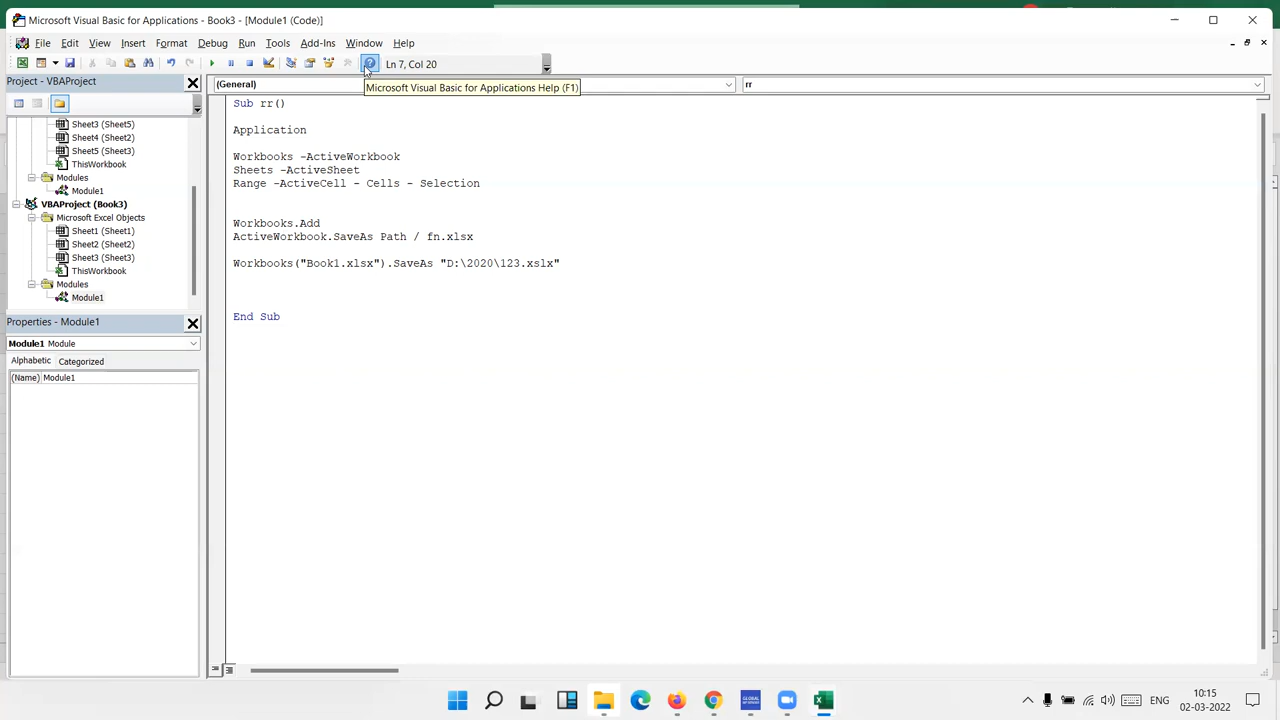 Microsoft Visual Basic for Applications - Book3 - [Module1 (Code)]
File Edit View Insert Format Debug Run Tools Add-Ins Window Help
Ln 7, Col 20
Microsoft Visual Basic for Applications Help (F1)
Project - VBAProject
(General)
rr
Sheet3 (Sheet5)
Sheet4 (Sheet2)
Sheet5 (Sheet3)
ThisWorkbook
Modules
Module1
VBAProject (Book3)
Microsoft Excel Objects
Sheet1 (Sheet1)
Sheet2 (Sheet2)
Sheet3 (Sheet3)
ThisWorkbook
Modules
Module1
Properties - Module1
Module1 Module
Alphabetic Categorized
(Name) Module1
Sub rr()
Application
Workbooks -ActiveWorkbook
Sheets -ActiveSheet
Range -ActiveCell - Cells - Selection
Workbooks.Add
ActiveWorkbook.SaveAs Path / fn.xlsx
Workbooks("Book1.xlsx").SaveAs "D:\2020\123.xslx"
End Sub
GLOBAL
ENG
10:15
02-03-2022